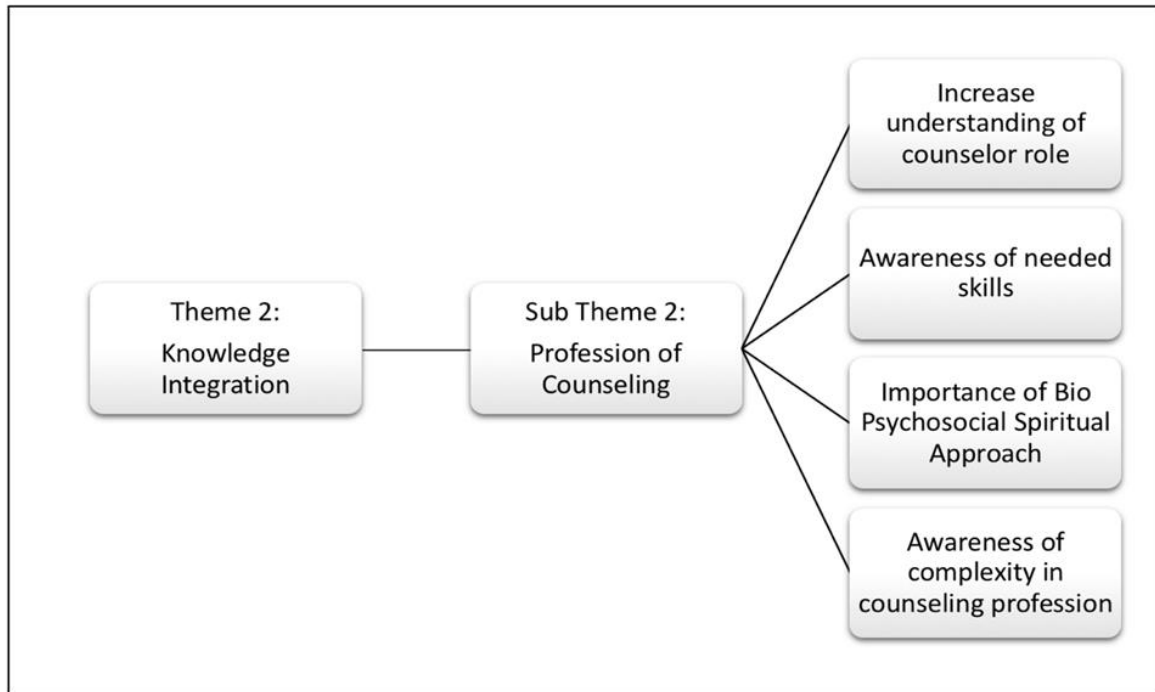 Theme 2:
Knowledge
Integration
Sub Theme 2:
Profession of
Counseling
Increase
understanding of
counselor role
Awareness of needed
skills
Importance of Bio
Psychosocial Spiritual
Approach
Awareness of
complexity in
counseling profession